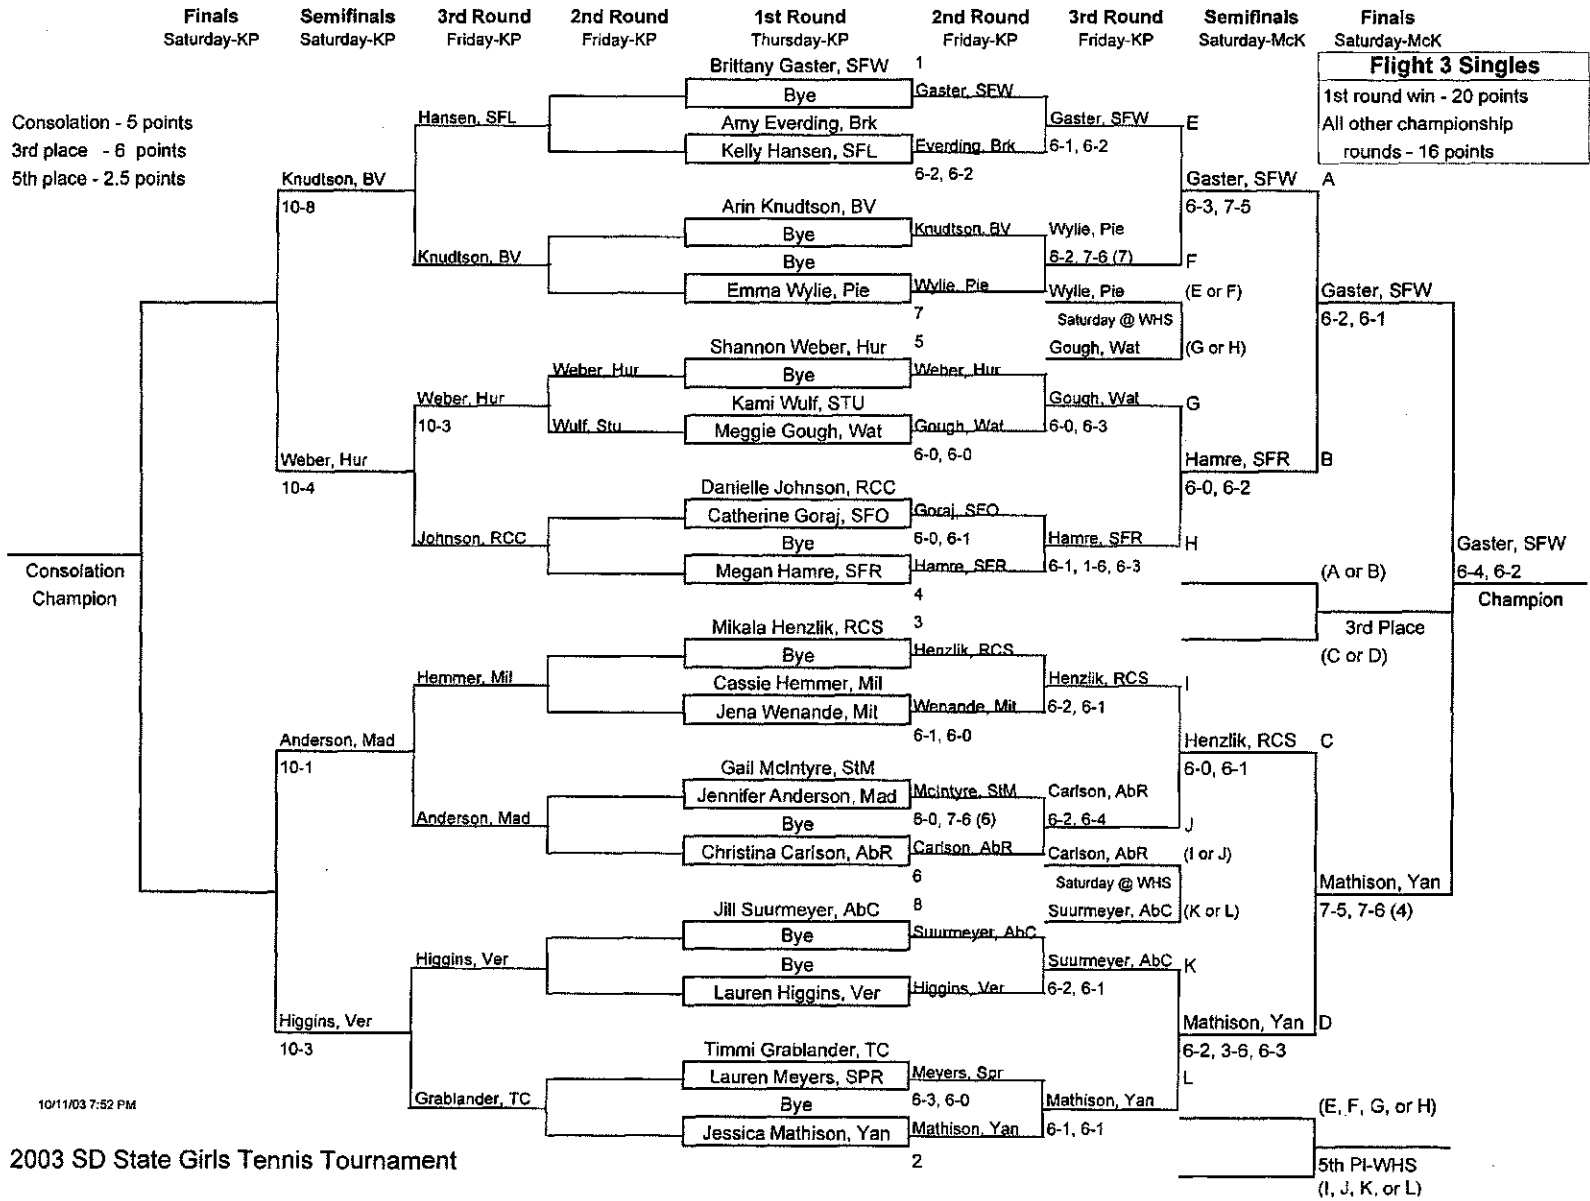 Finals Semifinals 3rd Round 2nd Round 1st Round 2nd Round 3rd Round Semifinals Finals
Saturday-KP Saturday-KP Friday-KP Friday-KP Thursday-KP Friday-KP Friday-KP Saturday-McK Saturday-McK
Flight 3 Singles
1st round win - 20 points
All other championship
rounds - 16 points
Consolation - 5 points
3rd place - 6 points
5th place - 2.5 points
Consolation
Champion
Knudtson, BV
10-8
Weber, Hur
10-4
Anderson, Mad
10-1
Higgins, Ver
10-3
Hansen, SFL
Knudtson, BV
Weber, Hur
10-3
Johnson, RCC
Hemmer, Mil
Anderson, Mad
Higgins, Ver
Grablander, TC
Weber, Hur
Wulf, Stu
Brittany Gaster, SFW
Bye
Amy Everding, Brk
Kelly Hansen, SFL
Arin Knudtson, BV
Bye
Bye
Emma Wylie, Pie
Shannon Weber, Hur
Bye
Kami Wulf, STU
Meggie Gough, Wat
Danielle Johnson, RCC
Catherine Goraj, SFO
Bye
Megan Hamre, SFR
Mikala Henzlik, RCS
Bye
Cassie Hemmer, Mil
Jena Wenande, Mit
Gail McIntyre, StM
Jennifer Anderson, Mad
Bye
Christina Carlson, AbR
Jill Suurmeyer, AbC
Bye
Bye
Lauren Higgins, Ver
Timmi Grablander, TC
Lauren Meyers, SPR
Bye
Jessica Mathison, Yan
1
Gaster, SFW
Everding, Brk
6-2, 6-2
Knudtson, BV
Wylie, Pie
7
5
Weber, Hur
Gough, Wat
6-0, 6-0
Goraj, SFO
6-0, 6-1
Hamre, SFR
4
3
Henzlik, RCS
Wenande, Mit
6-1, 6-0
McIntyre, StM
6-0, 7-6 (6)
Carlson, AbR
6
8
Suurmeyer, AbC
Higgins, Ver
Meyers, Spr
6-3, 6-0
Mathison, Yan
2
Gaster, SFW
6-1, 6-2
Wylie, Pie
6-2, 7-6 (7)
Wylie, Pie
Saturday @ WHS
Gough, Wat
Gough, Wat
6-0, 6-3
Hamre, SFR
6-1, 1-6, 6-3
Henzlik, RCS
6-2, 6-1
Carlson, AbR
6-2, 6-4
Carlson, AbR
Saturday @ WHS
Suurmeyer, AbC
Suurmeyer, AbC
6-2, 6-1
Mathison, Yan
6-1, 6-1
E
Gaster, SFW
6-3, 7-5
F
(E or F)
(G or H)
G
Hamre, SFR
6-0, 6-2
H
I
Henzlik, RCS
6-0, 6-1
J
(I or J)
(K or L)
K
Mathison, Yan
6-2, 3-6, 6-3
L
A
Gaster, SFW
6-2, 6-1
B
(A or B)
3rd Place
(C or D)
C
Mathison, Yan
7-5, 7-6 (4)
D
(E, F, G, or H)
5th Pl-WHS
(I, J, K, or L)
Gaster, SFW
6-4, 6-2
Champion
10/11/03 7:52 PM
2003 SD State Girls Tennis Tournament